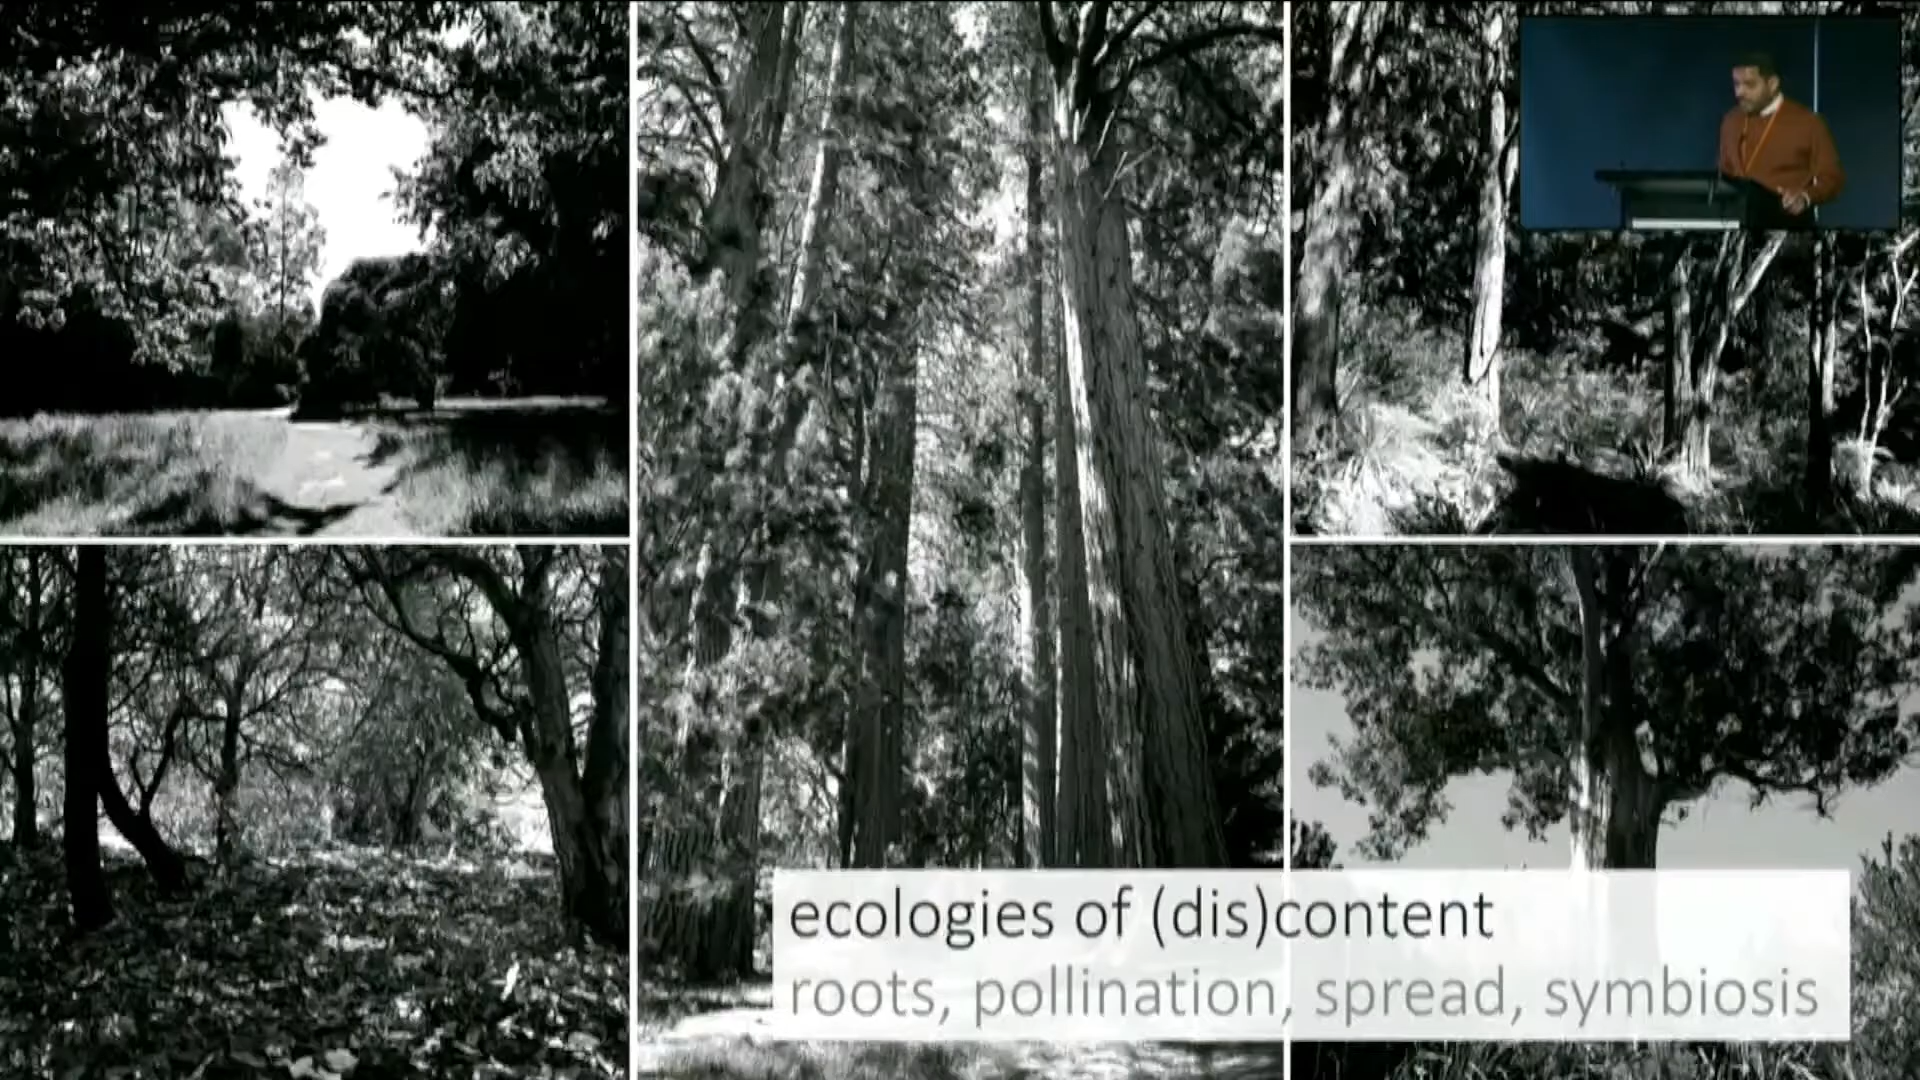 ecologies of (dis)content
roots, pollination, spread, symbiosis